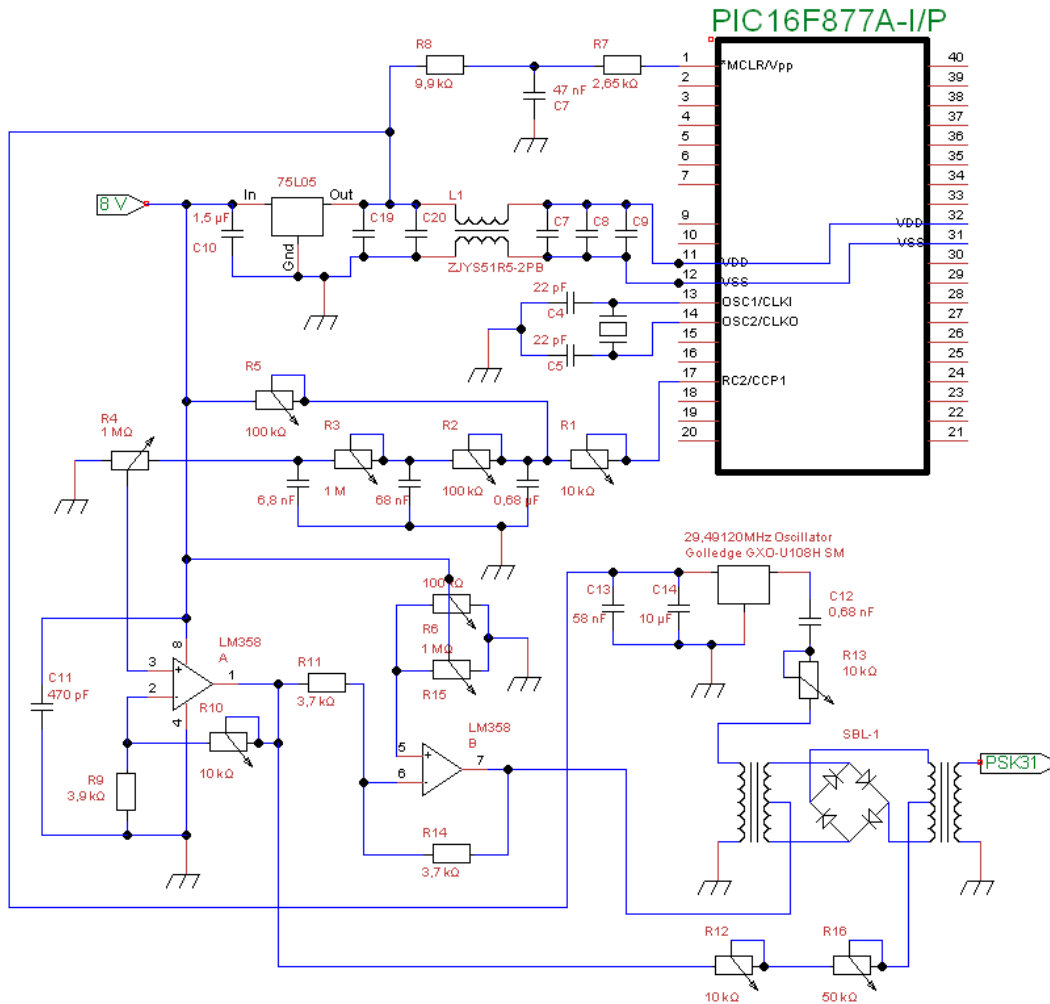 PIC16F877A-I/P
R8
9,9 kΩ
R7
2,65 kΩ
47 nF
C7
1
2
3
4
5
6
7
9
10
11
12
13
14
15
16
17
18
19
20
*MCLR/Vpp
VDD
VSS
OSC1/CLKI
OSC2/CLKO
RC2/CCP1
VDD
VSS
40
39
38
37
36
35
34
33
32
31
30
29
28
27
26
25
24
23
22
21
8 V
75L05
In
Out
Gnd
1,5 µF
C10
C19
C20
L1
ZJYS51R5-2PB
C7
C8
C9
22 pF
C4
22 pF
C5
R5
100 kΩ
R4
1 MΩ
R3
1 M
R2
100 kΩ
R1
10 kΩ
6,8 nF
68 nF
0,68 µF
29,49120MHz Oscillator
Golledge GXO-U108H SM
C13
58 nF
C14
10 µF
C12
0,68 nF
R13
10 kΩ
100 kΩ
R6
1 MΩ
R15
C11
470 pF
8
3
+
2
-
4
1
LM358
A
R11
3,7 kΩ
R10
10 kΩ
R9
3,9 kΩ
5
+
6
-
7
LM358
B
R14
3,7 kΩ
SBL-1
PSK31
R12
10 kΩ
R16
50 kΩ